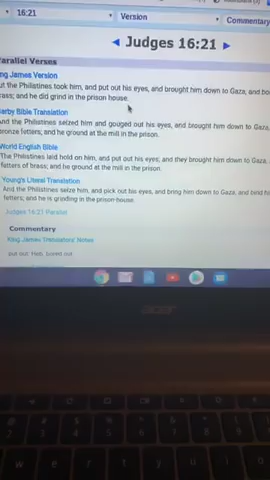 16:21 Version Commentary
◄ Judges 16:21 ►
Parallel Verses
King James Version
But the Philistines took him, and put out his eyes, and brought him down to Gaza, and
brass; and he did grind in the prison house.
Darby Bible Translation
And the Philistines seized him and gouged out his eyes, and brought him down to Gaza,
bronze fetters; and he ground at the mill in the prison.
World English Bible
The Philistines laid hold on him, and put out his eyes; and they brought him down to Gaza,
fetters of brass; and he ground at the mill in the prison.
Young's Literal Translation
And the Philistines seize him, and pick out his eyes, and bring him down to Gaza, and bind
fetters; and he is grinding in the prison-house.
Judges 16:21 Parallel
Commentary
King James Translators' Notes
put out: Heb. bored out
acer
w e r t y u i o